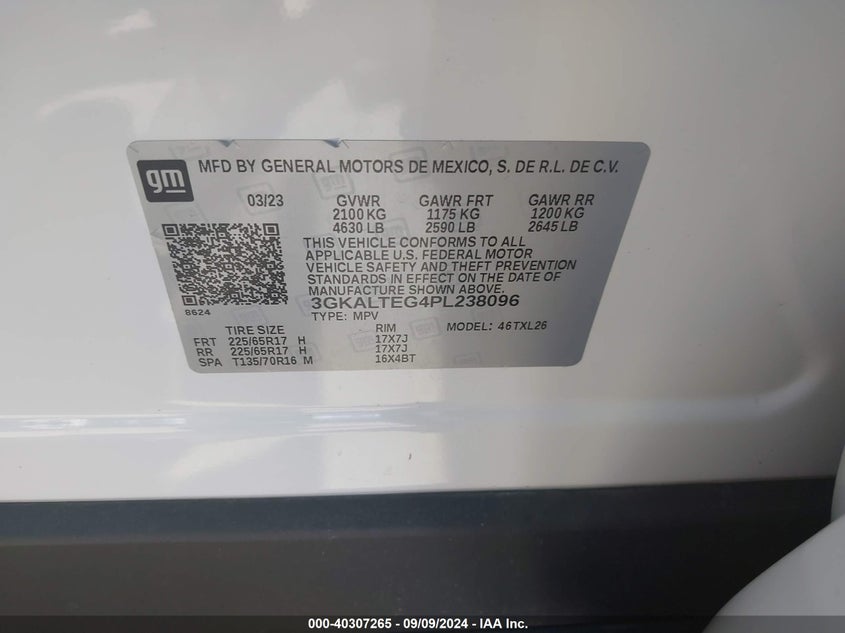 gm
MFD BY GENERAL MOTORS DE MEXICO, S. DE R.L. DE C.V.
03/23 GVWR GAWR FRT GAWR RR
2100 KG 1175 KG 1200 KG
4630 LB 2590 LB 2645 LB
THIS VEHICLE CONFORMS TO ALL
APPLICABLE U.S. FEDERAL MOTOR
VEHICLE SAFETY AND THEFT PREVENTION
STANDARDS IN EFFECT ON THE DATE OF
MANUFACTURE SHOWN ABOVE.
3GKALTEG4PL238096
8624
TYPE: MPV
TIRE SIZE RIM MODEL: 46TXL26
FRT 225/65R17 H 17X7J
RR 225/65R17 H 17X7J
SPA T135/70R16 M 16X4BT
000-40307265 - 09/09/2024 - IAA Inc.